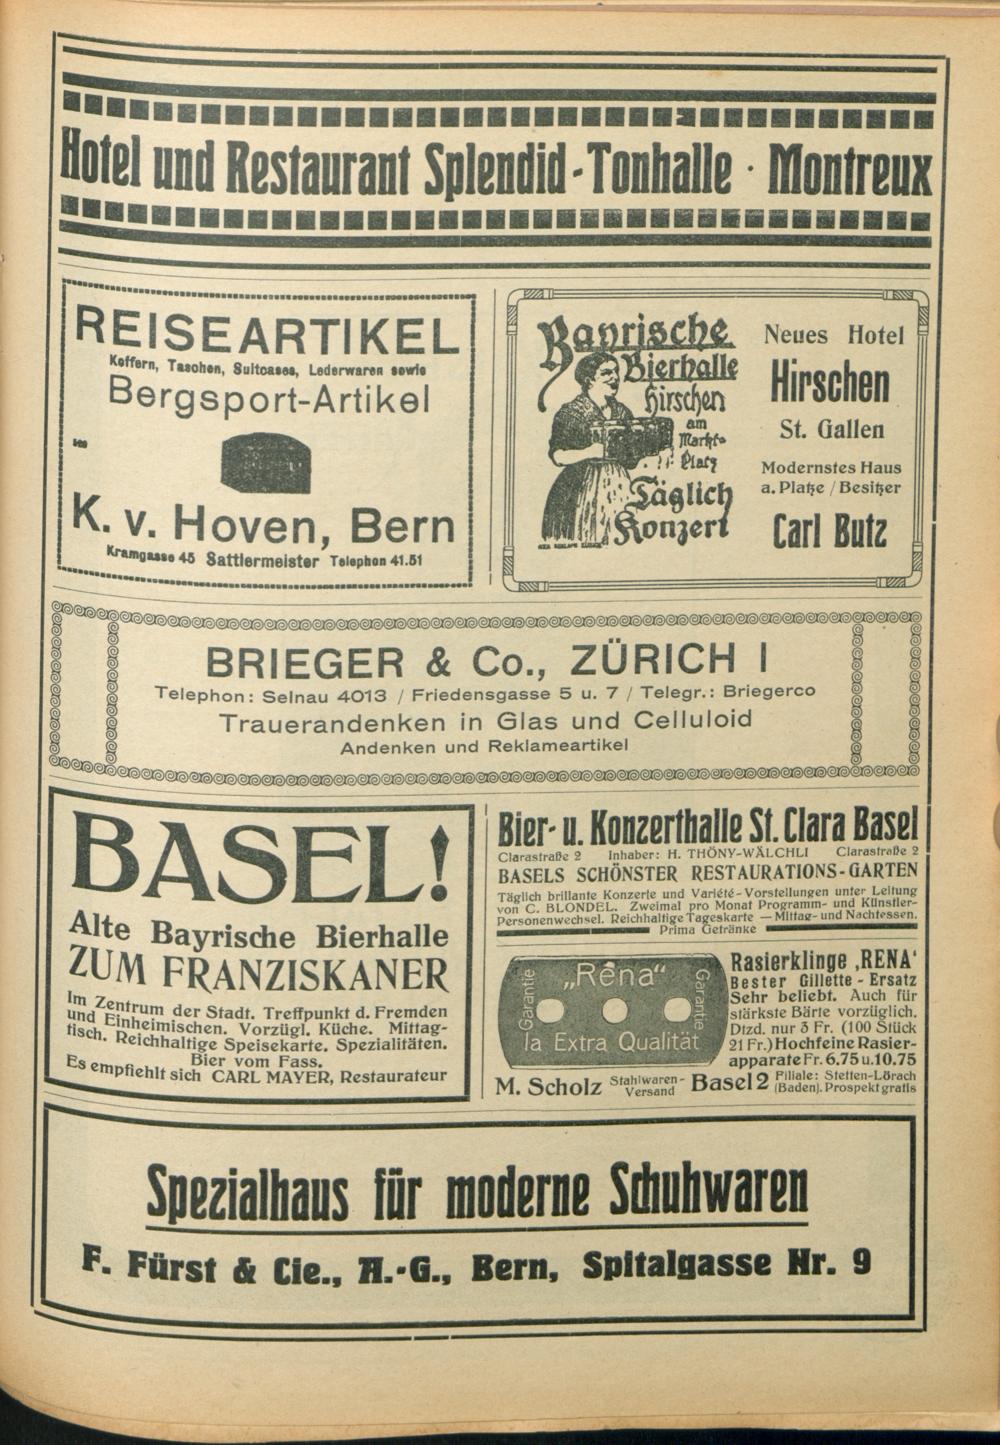 Hotel und Restaurant Splendid-Tonhalle · Montreux
REISEARTIKEL
Koffern, Taschen, Suitcases, Lederwaren sowie
Bergsport-Artikel
K. v. Hoven, Bern
Kramgasse 45 Sattlermeister Telephon 41.51
Bayrische
Bierhalle
Hirschen
am
Markt-
Platz
Täglich
Konzert
Neues Hotel
Hirschen
St. Gallen
Modernstes Haus
a. Platze / Besitzer
Carl Butz
BRIEGER & Co., ZÜRICH I
Telephon: Selnau 4013 / Friedensgasse 5 u. 7 / Telegr.: Briegerco
Trauerandenken in Glas und Celluloid
Andenken und Reklameartikel
BASEL!
Alte Bayrische Bierhalle
ZUM FRANZISKANER
Im Zentrum der Stadt. Treffpunkt d. Fremden
und Einheimischen. Vorzügl. Küche. Mittag-
tisch. Reichhaltige Speisekarte. Spezialitäten.
Bier vom Fass.
Es empfiehlt sich CARL MAYER, Restaurateur
Bier- u. Konzerthalle St. Clara Basel
Clarastraße 2 Inhaber: H. THÖNY-WÄLCHLI Clarastraße 2
BASELS SCHÖNSTER RESTAURATIONS-GARTEN
Täglich brillante Konzerte und Variété-Vorstellungen unter Leitung
von C. BLONDEL. Zweimal pro Monat Programm- und Künstler-
Personenwechsel. Reichhaltige Tageskarte — Mittag- und Nachtessen.
Prima Getränke
Garantie
„Rêna“
Garantie
Ia Extra Qualität
Rasierklinge ‚RENA‘
Bester Gillette-Ersatz
Sehr beliebt. Auch für
stärkste Bärte vorzüglich.
Dtzd. nur 3 Fr. (100 Stück
21 Fr.) Hochfeine Rasier-
apparate Fr. 6.75 u. 10.75
M. Scholz Stahlwaren-Versand Basel 2 Filiale: Stetten-Lörach
(Baden). Prospekt gratis
Spezialhaus für moderne Schuhwaren
F. Fürst & Cie., A.-G., Bern, Spitalgasse Nr. 9